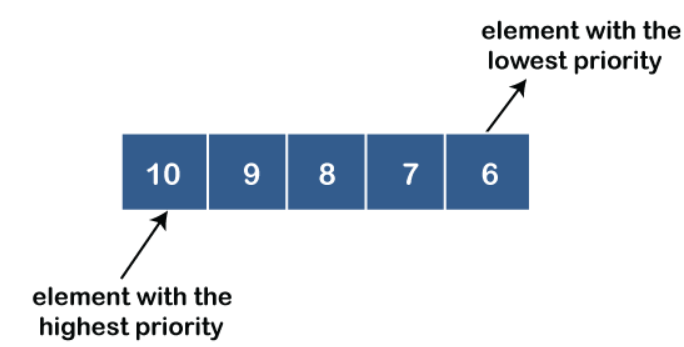 element with the
lowest priority
10 9 8 7 6
element with the
highest priority